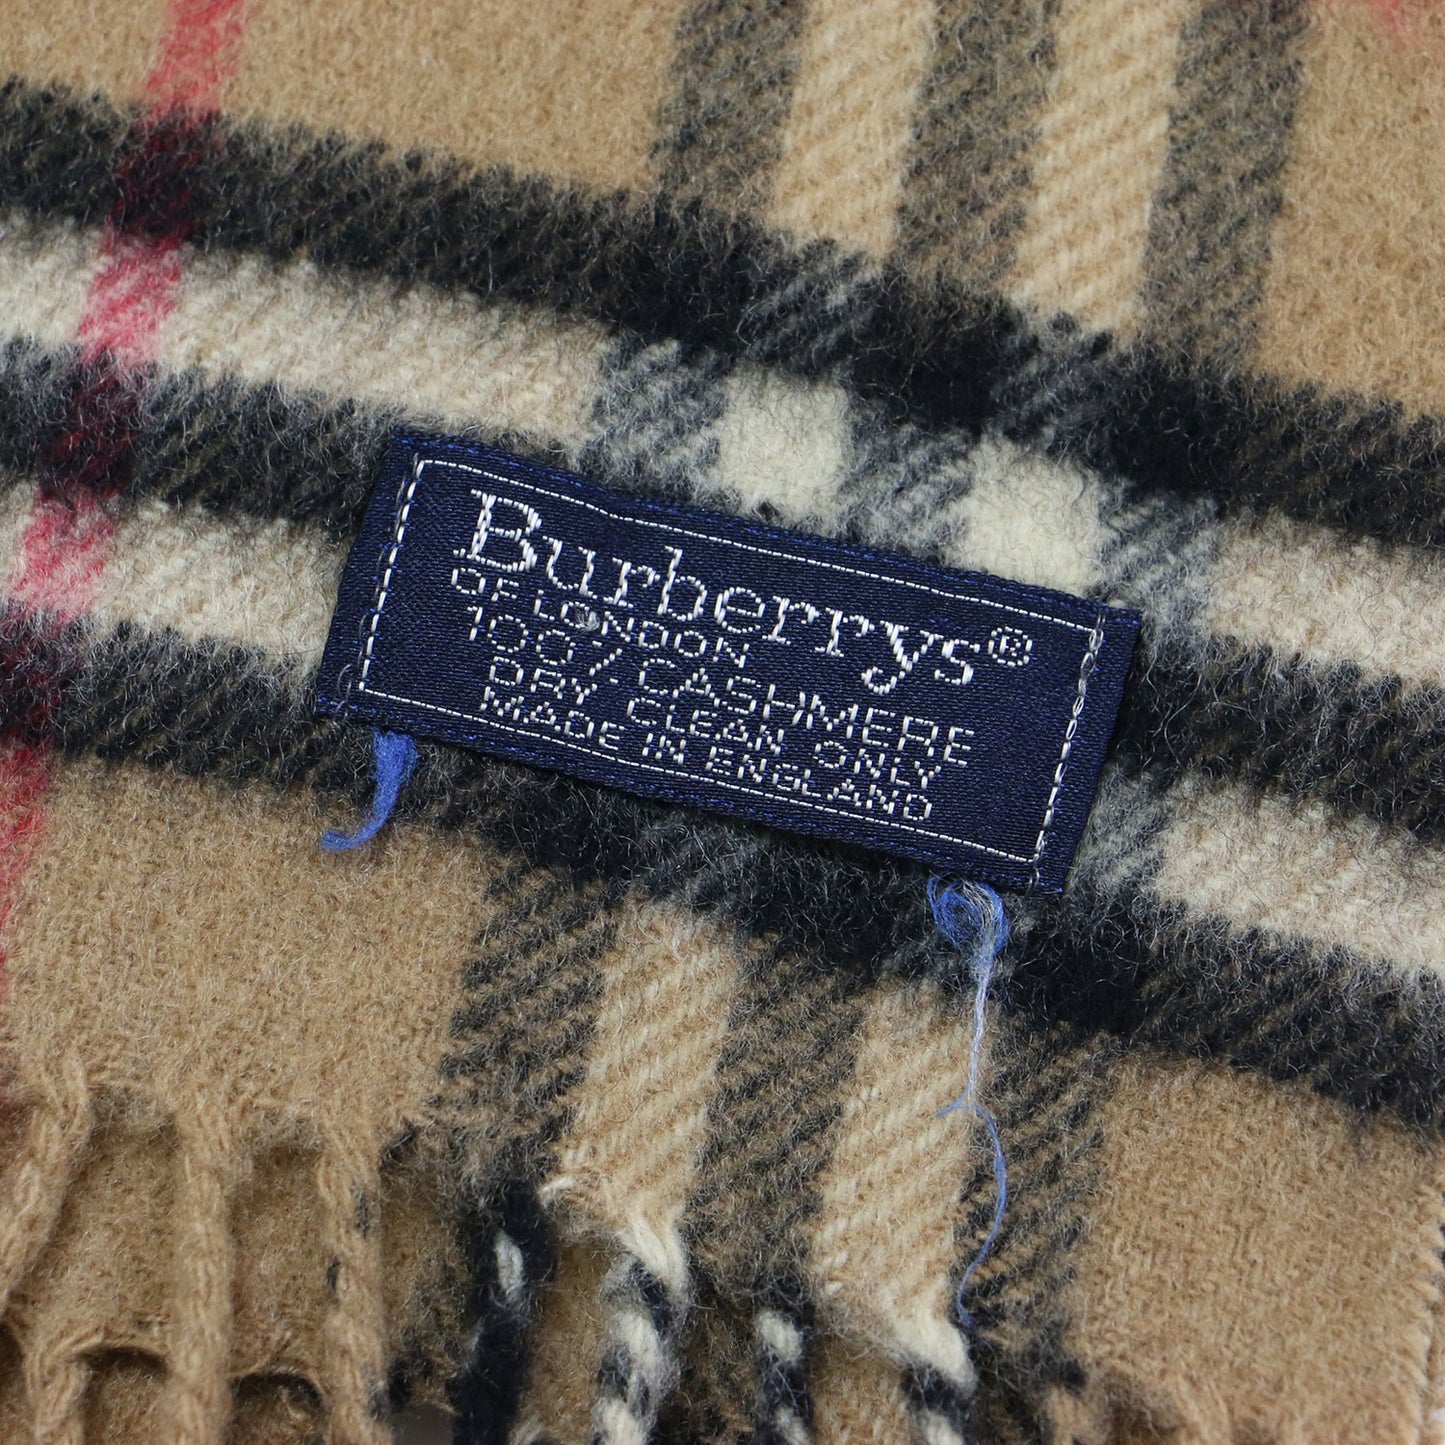 Burberrys®
OF LONDON
100% CASHMERE
DRY CLEAN ONLY
MADE IN ENGLAND